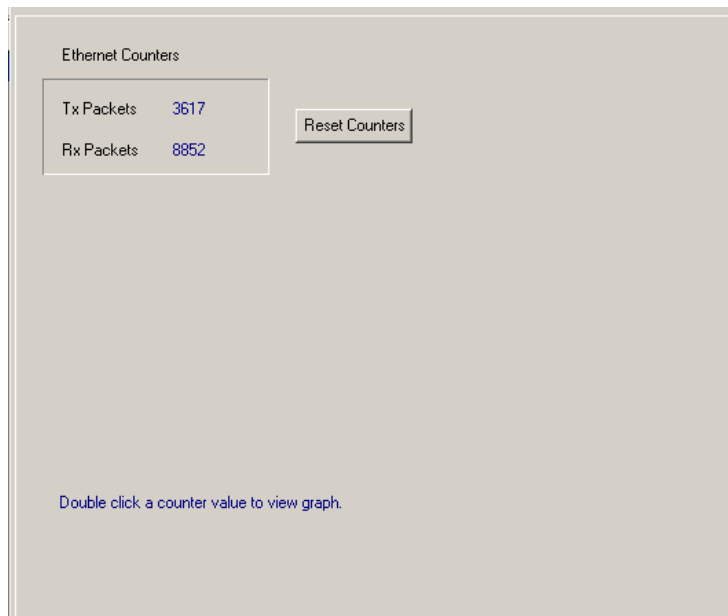 Ethernet Counters
Tx Packets 3617
Reset Counters
Rx Packets 8852
Double click a counter value to view graph.